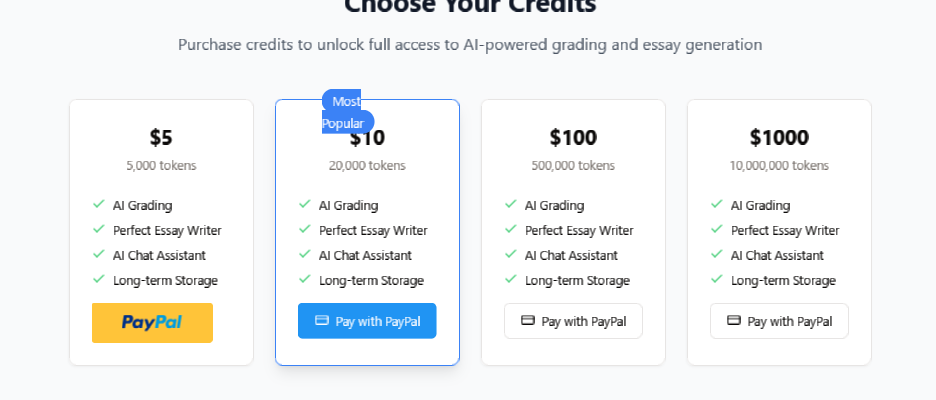 Choose Your Credits
Purchase credits to unlock full access to AI-powered grading and essay generation
$5
5,000 tokens
AI Grading
Perfect Essay Writer
AI Chat Assistant
Long-term Storage
PayPal
Most
Popular
$10
20,000 tokens
AI Grading
Perfect Essay Writer
AI Chat Assistant
Long-term Storage
Pay with PayPal
$100
500,000 tokens
AI Grading
Perfect Essay Writer
AI Chat Assistant
Long-term Storage
Pay with PayPal
$1000
10,000,000 tokens
AI Grading
Perfect Essay Writer
AI Chat Assistant
Long-term Storage
Pay with PayPal